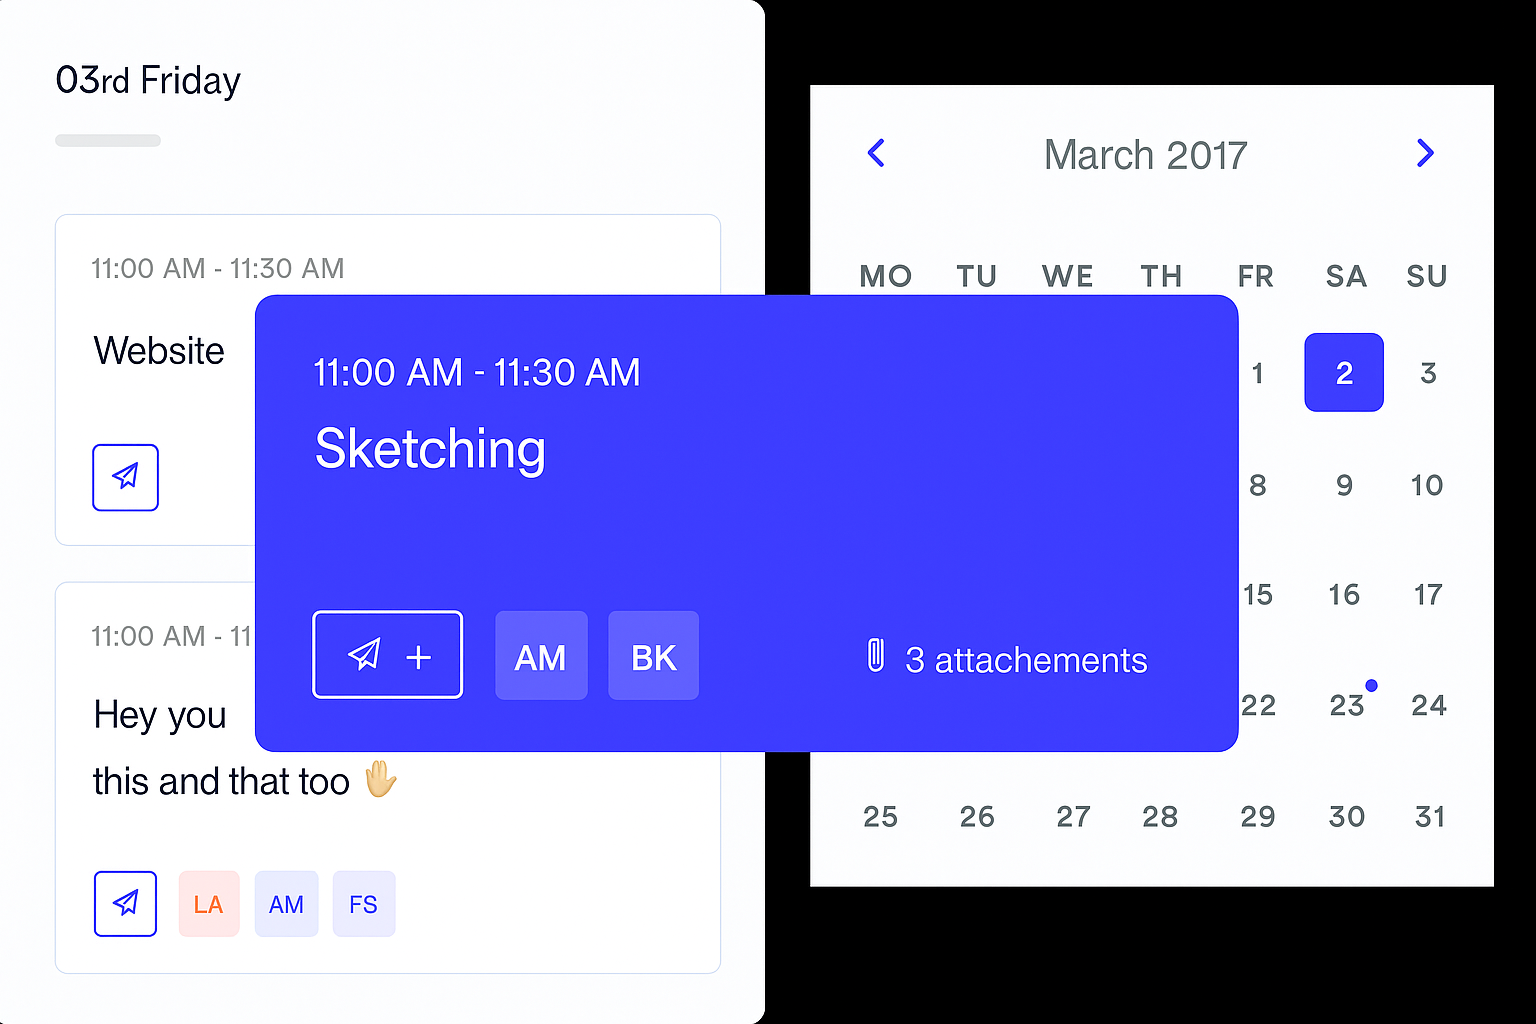 03rd Friday
11:00 AM - 11:30 AM
Website
11:00 AM - 11
Hey you
this and that too 🖖
LA AM FS
11:00 AM - 11:30 AM
Sketching
+ AM BK 3 attachements
March 2017
MO TU WE TH FR SA SU
1 2 3
8 9 10
15 16 17
22 23 24
25 26 27 28 29 30 31